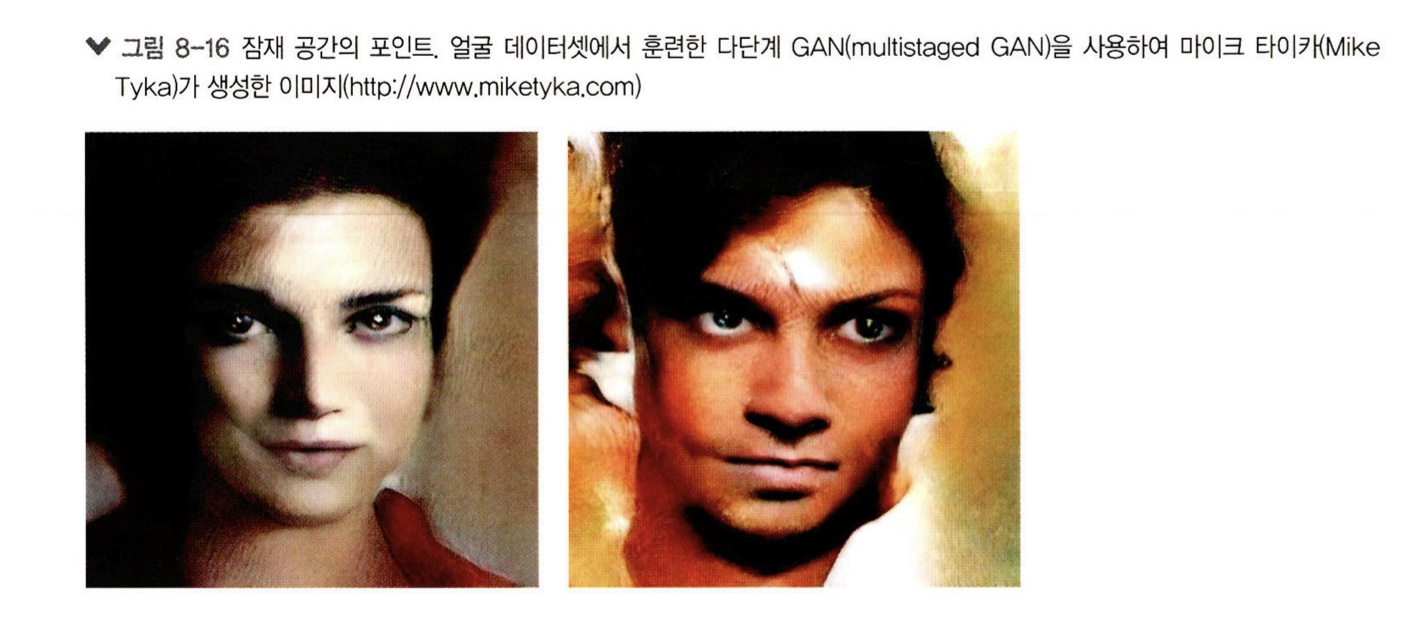 그림 8-16 잠재 공간의 포인트. 얼굴 데이터셋에서 훈련한 다단계 GAN(multistaged GAN)을 사용하여 마이크 타이카(Mike
Tyka)가 생성한 이미지(http://www.miketyka.com)